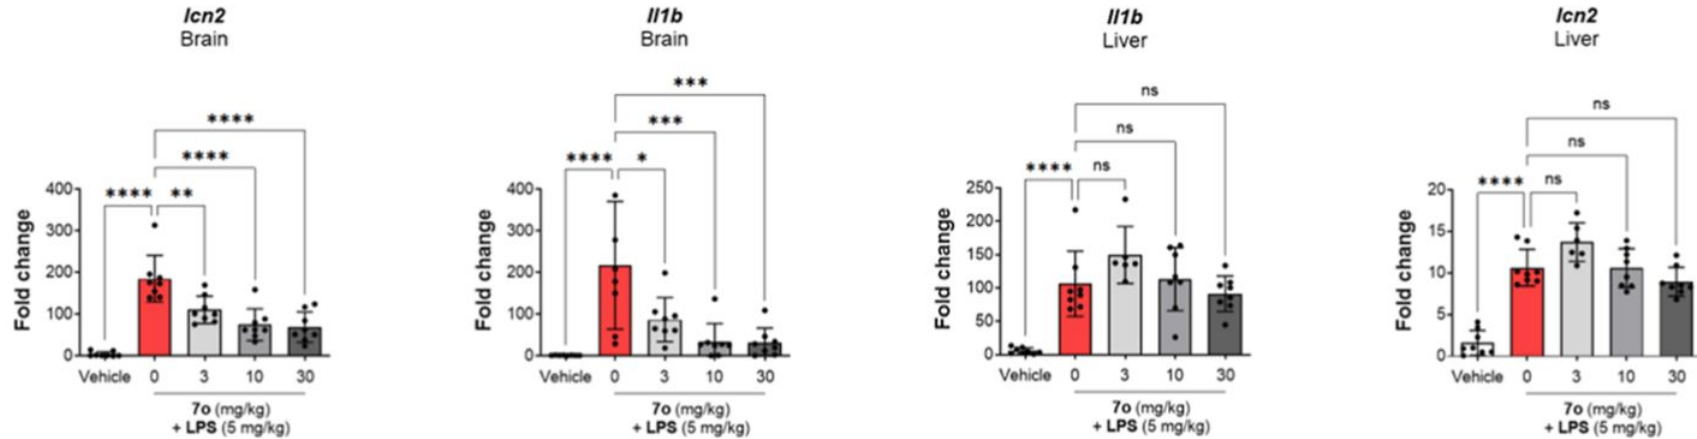 lcn2
Brain
****
****
****
**
Fold change
400
300
200
100
0
Vehicle
0
3
10
30
7o (mg/kg)
+ LPS (5 mg/kg)
Il1b
Brain
***
***
****
*
Fold change
400
300
200
100
0
Vehicle
0
3
10
30
7o (mg/kg)
+ LPS (5 mg/kg)
Il1b
Liver
ns
ns
****
ns
Fold change
250
200
150
100
50
0
Vehicle
0
3
10
30
7o (mg/kg)
+ LPS (5 mg/kg)
lcn2
Liver
ns
ns
****
ns
Fold change
20
15
10
5
0
Vehicle
0
3
10
30
7o (mg/kg)
+ LPS (5 mg/kg)